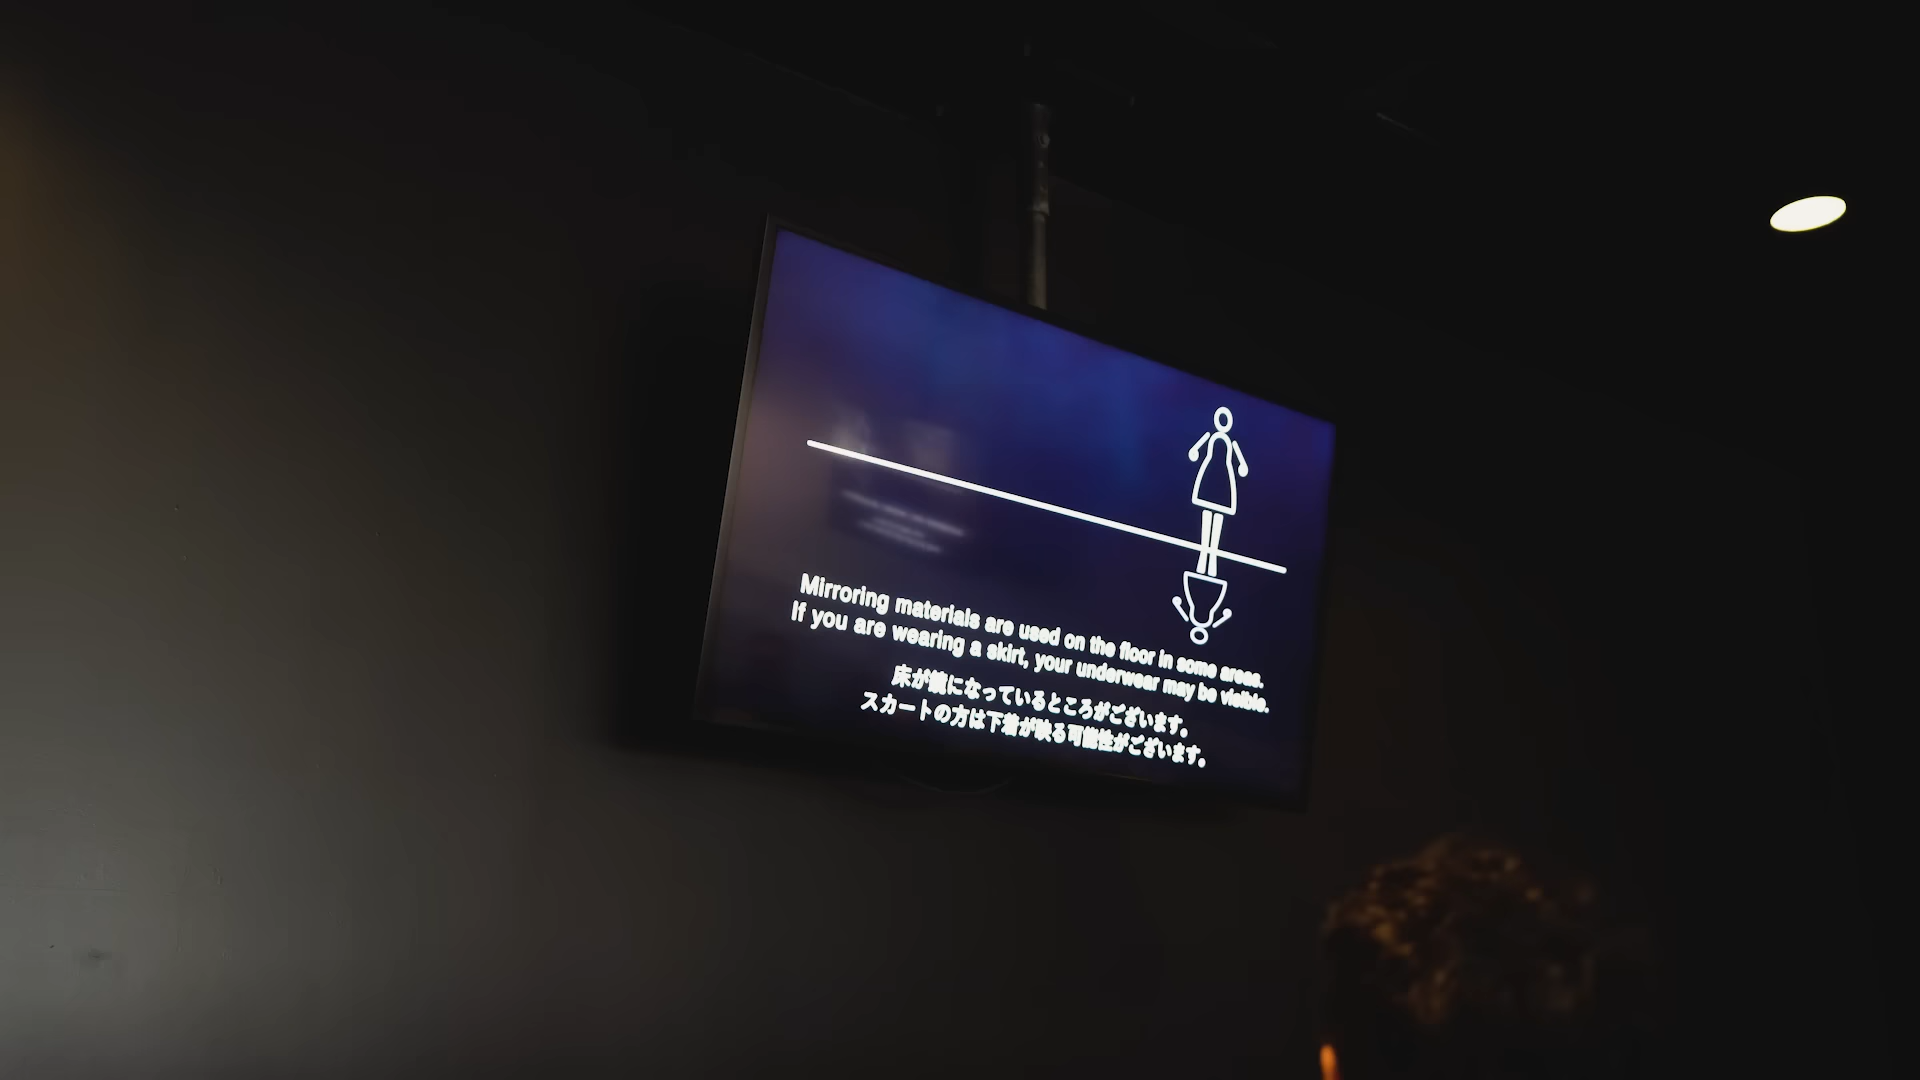 Mirroring materials are used on the floor in some areas.
If you are wearing a skirt, your underwear may be visible.
床が鏡になっているところがございます。
スカートの方は下着が映る可能性がございます。